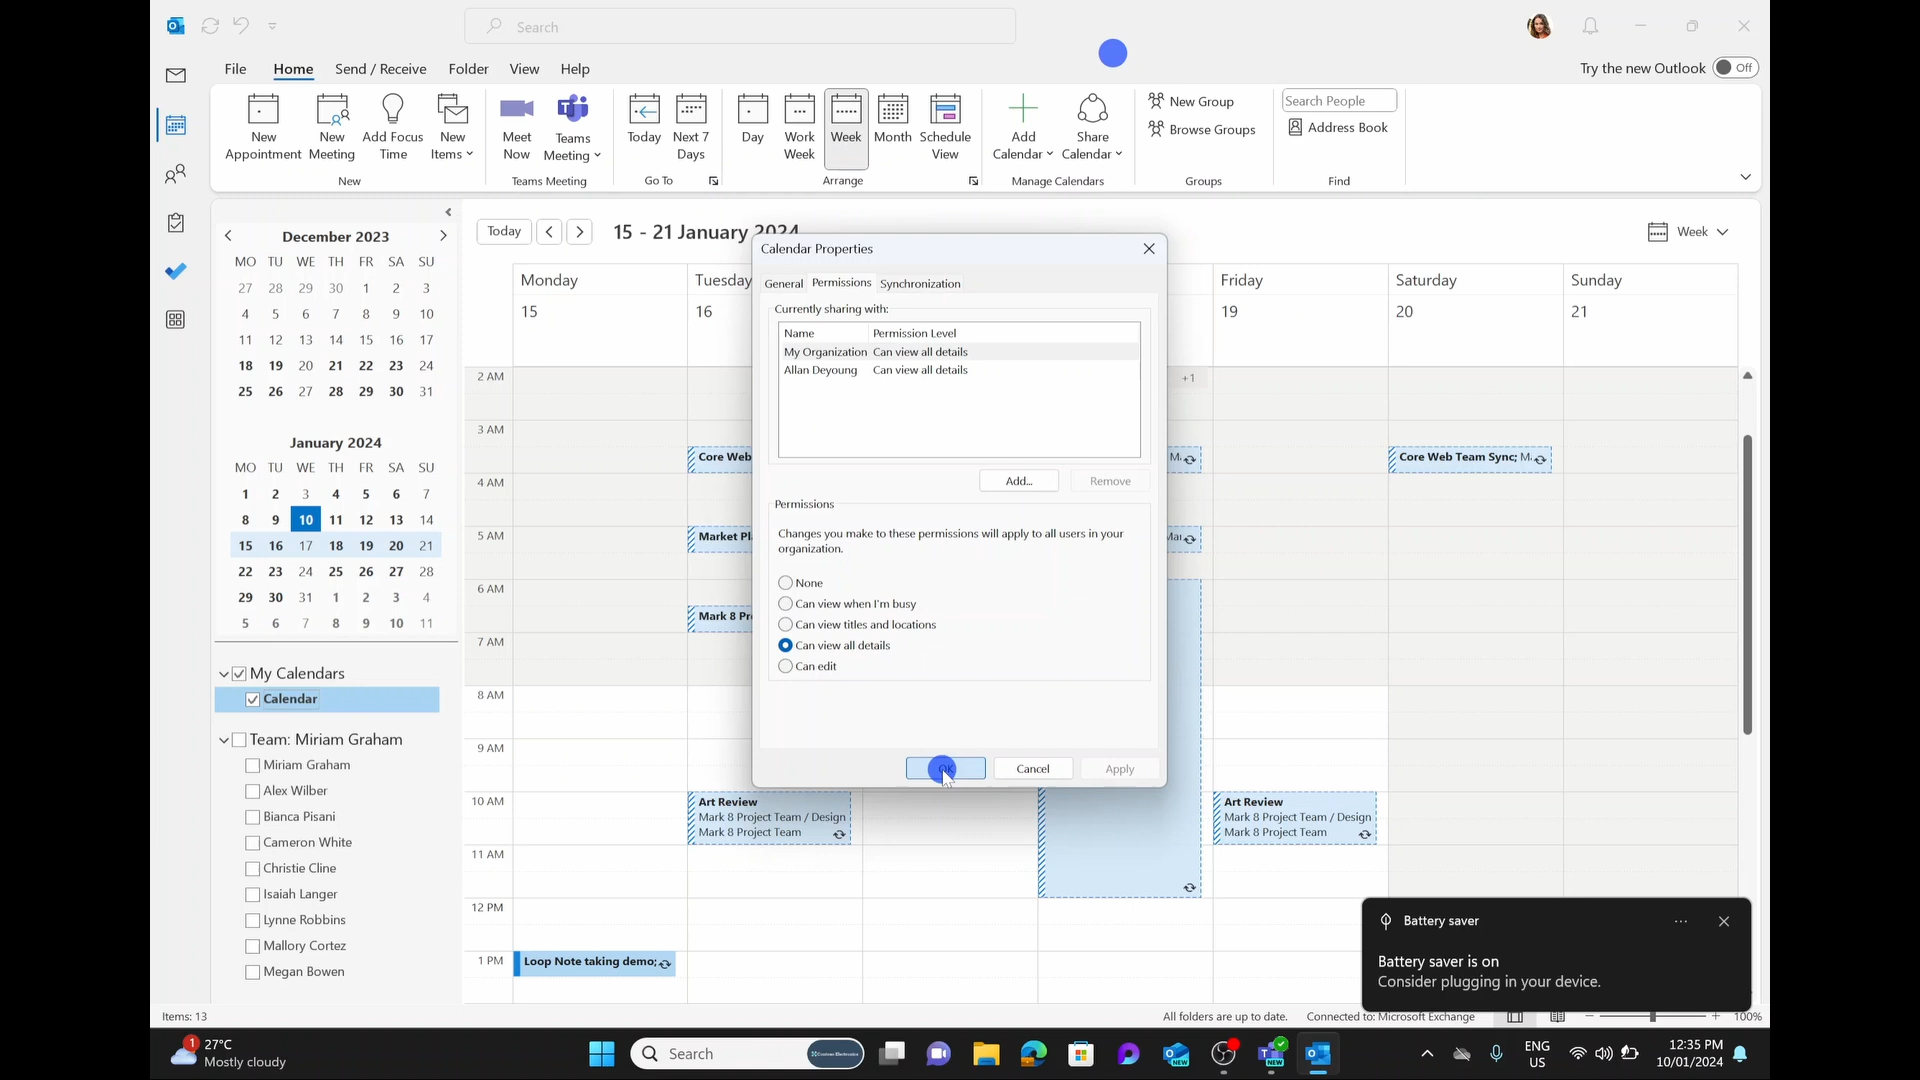 Search
File Home Send / Receive Folder View Help
Try the new Outlook Off
New Appointment
New Meeting
Add Focus Time
New Items
New
Meet Now
Teams Meeting
Teams Meeting
Today
Next 7 Days
Go To
Day
Work Week
Week
Month
Schedule View
Arrange
Add Calendar
Share Calendar
Manage Calendars
New Group
Browse Groups
Groups
Search People
Address Book
Find
December 2023
MO TU WE TH FR SA SU
27 28 29 30 1 2 3
4 5 6 7 8 9 10
11 12 13 14 15 16 17
18 19 20 21 22 23 24
25 26 27 28 29 30 31
January 2024
MO TU WE TH FR SA SU
1 2 3 4 5 6 7
8 9 10 11 12 13 14
15 16 17 18 19 20 21
22 23 24 25 26 27 28
29 30 31 1 2 3 4
5 6 7 8 9 10 11
My Calendars
Calendar
Team: Miriam Graham
Miriam Graham
Alex Wilber
Bianca Pisani
Cameron White
Christie Cline
Isaiah Langer
Lynne Robbins
Mallory Cortez
Megan Bowen
Today
15 - 21 January 2024
Week
Monday Tuesday Friday Saturday Sunday
15 16 19 20 21
2 AM
+1
3 AM
Core Web
M
Core Web Team Sync; M
4 AM
5 AM
Market Pl
Mar
6 AM
Mark 8 Pr
7 AM
8 AM
9 AM
10 AM
Art Review
Mark 8 Project Team / Design
Mark 8 Project Team
Art Review
Mark 8 Project Team / Design
Mark 8 Project Team
11 AM
12 PM
1 PM
Loop Note taking demo;
Calendar Properties
General Permissions Synchronization
Currently sharing with:
Name Permission Level
My Organization Can view all details
Allan Deyoung Can view all details
Add... Remove
Permissions
Changes you make to these permissions will apply to all users in your
organization.
None
Can view when I'm busy
Can view titles and locations
Can view all details
Can edit
OK Cancel Apply
Battery saver
Battery saver is on
Consider plugging in your device.
Items: 13
All folders are up to date. Connected to: Microsoft Exchange
100%
1
27°C
Mostly cloudy
Search
NEW
NEW
ENG
US
12:35 PM
10/01/2024